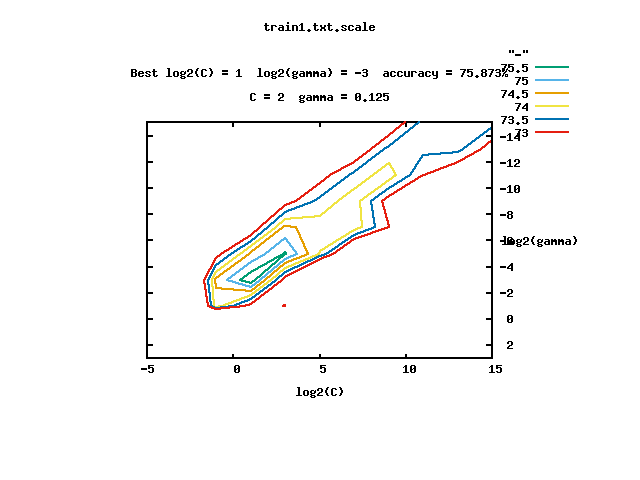 train1.txt.scale
"-"
Best log2(C) = 1  log2(gamma) = -3  accuracy = 75.873%
75.5
75
74.5
74
73.5
73
C = 2  gamma = 0.125
-14
-12
-10
-8
-6
log2(gamma)
-4
-2
0
2
-5 0 5 10 15
log2(C)